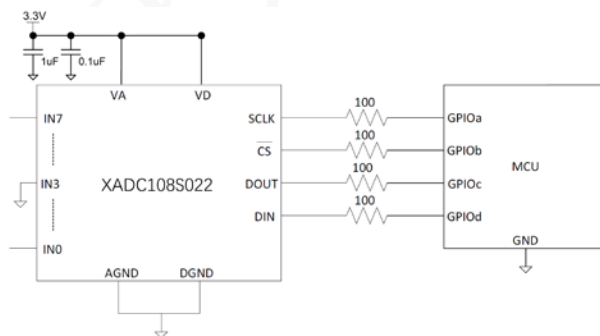 3.3V
1uF
0.1uF
VA
VD
IN7
SCLK
100
GPIOa
CS
100
GPIOb
MCU
IN3
XADC108S022
DOUT
100
GPIOc
DIN
100
GPIOd
IN0
AGND
DGND
GND